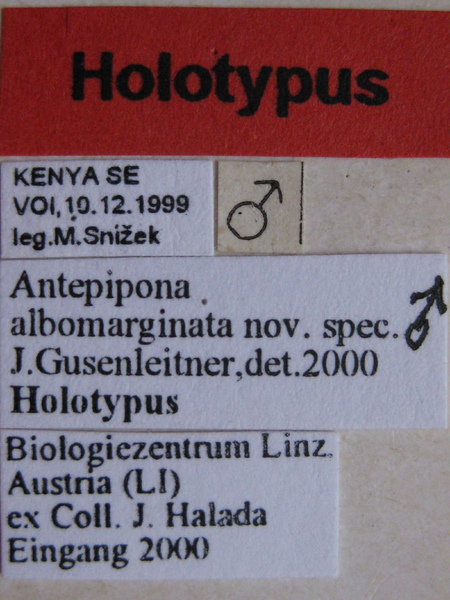 Holotypus
KENYA SE
VOI, 10.12.1999
leg.M.Snižek
♂
Antepipona
albomarginata nov. spec. ♂
J.Gusenleitner,det.2000
Holotypus
Biologiezentrum Linz.
Austria (LI)
ex Coll. J. Halada
Eingang 2000